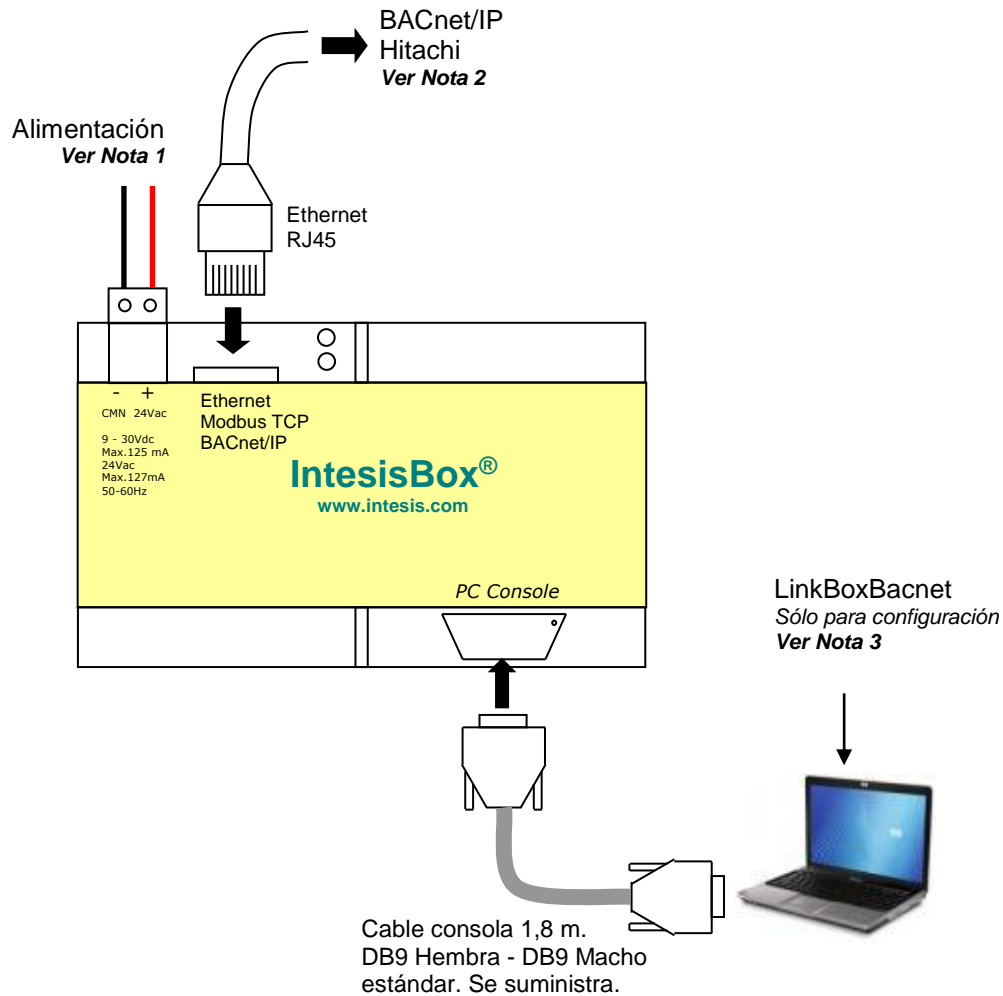 BACnet/IP
Hitachi
Ver Nota 2
Alimentación
Ver Nota 1
Ethernet
RJ45
- +
CMN 24Vac
9 - 30Vdc
Max.125 mA
24Vac
Max.127mA
50-60Hz
Ethernet
Modbus TCP
BACnet/IP
IntesisBox®
www.intesis.com
PC Console
LinkBoxBacnet
Sólo para configuración
Ver Nota 3
Cable consola 1,8 m.
DB9 Hembra - DB9 Macho
estándar. Se suministra.